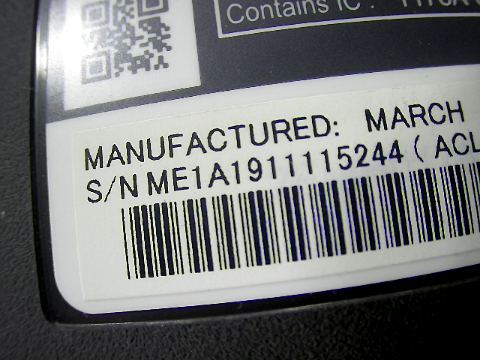 Contains IC :
MANUFACTURED: MARCH
S/N ME1A1911115244 ( ACL